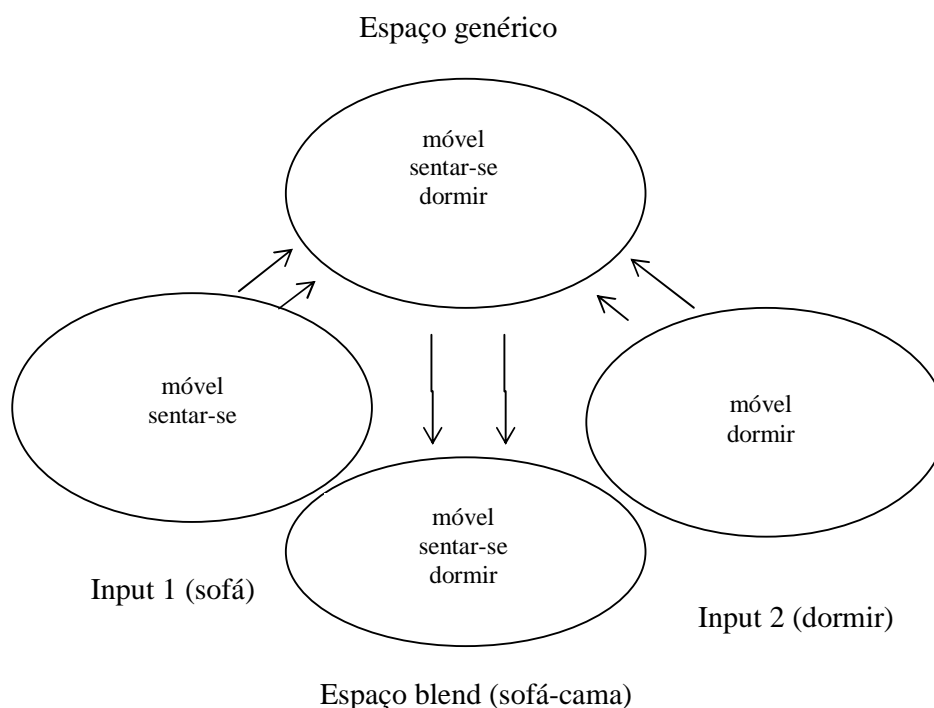 Espaço genérico
móvel
sentar-se
dormir
móvel
sentar-se
móvel
dormir
móvel
sentar-se
dormir
Input 1 (sofá)
Input 2 (dormir)
Espaço blend (sofá-cama)